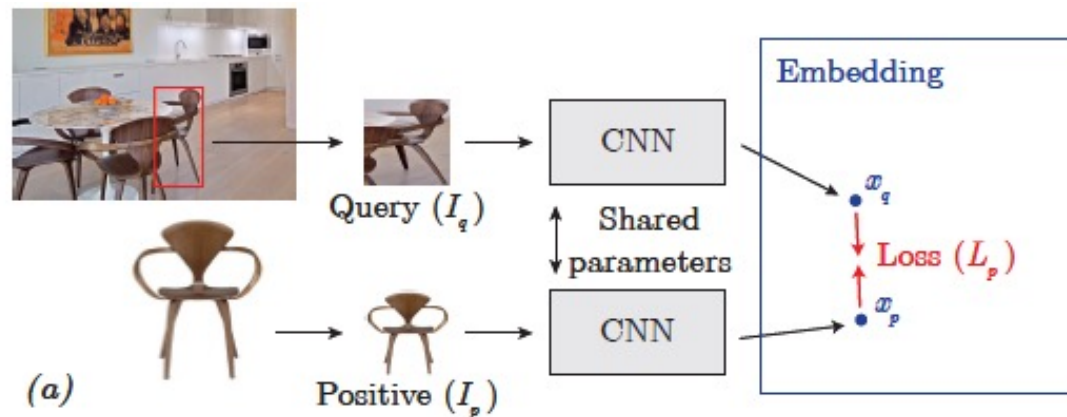 Embedding
CNN
Query (I_q)
x_q
Shared
parameters
Loss (L_p)
x_p
CNN
(a)
Positive (I_p)